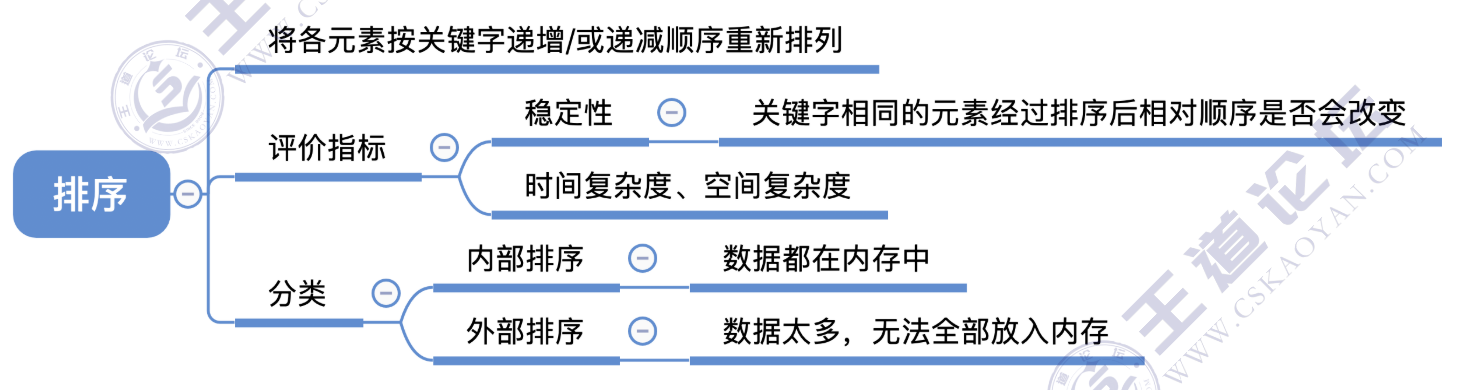 将各元素按关键字递增/或递减顺序重新排列
稳定性
关键字相同的元素经过排序后相对顺序是否会改变
评价指标
时间复杂度、空间复杂度
排序
内部排序
数据都在内存中
分类
外部排序
数据太多，无法全部放入内存
王道论坛
WWW.CSKAOYAN.COM